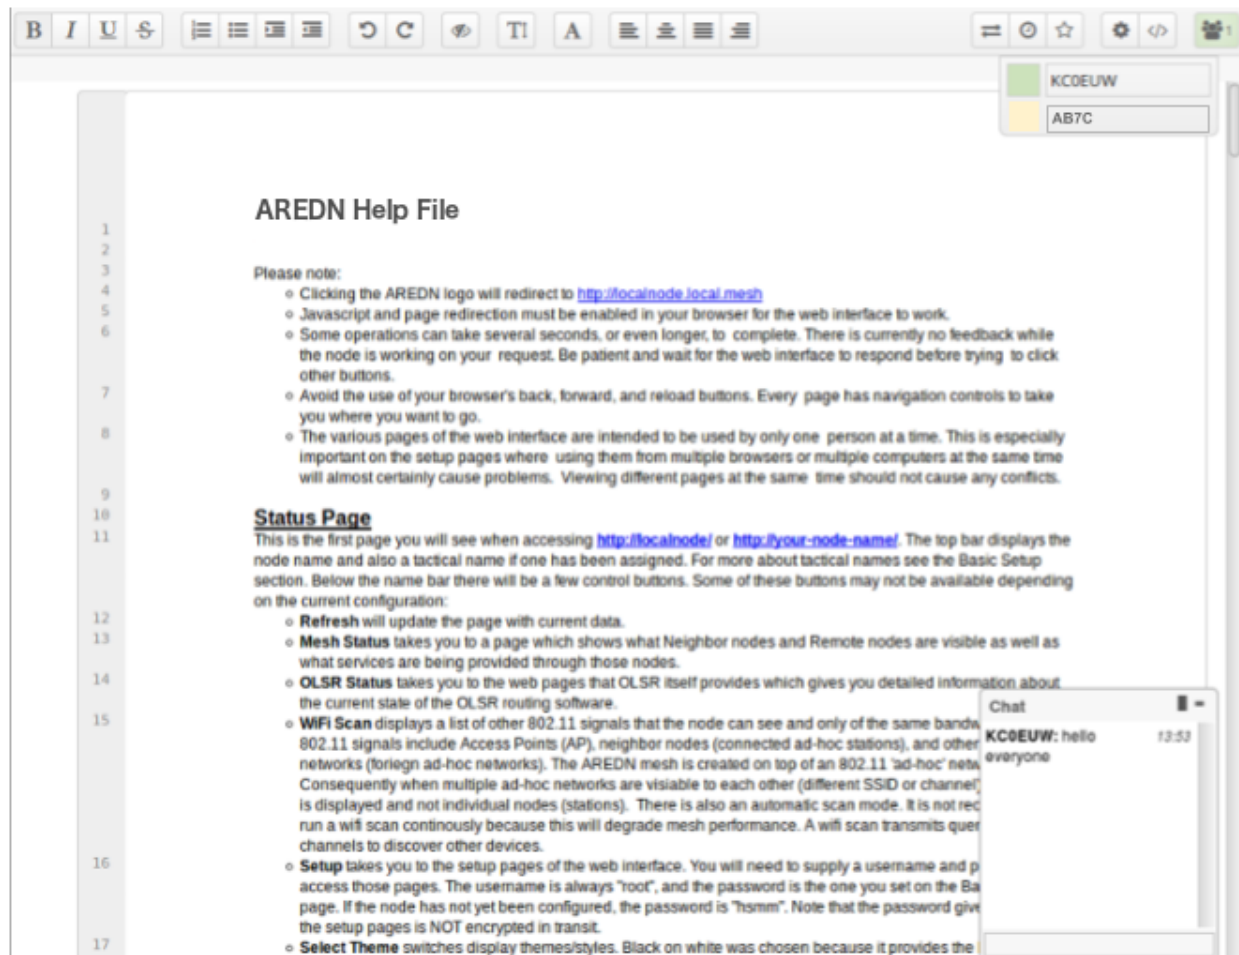 B I U S TI A 1
KC0EUW
AB7C
AREDN Help File
1
2
3 Please note:
4 Clicking the AREDN logo will redirect to http://localnode.local.mesh
5 Javascript and page redirection must be enabled in your browser for the web interface to work.
6 Some operations can take several seconds, or even longer, to complete. There is currently no feedback while
the node is working on your request. Be patient and wait for the web interface to respond before trying to click
other buttons.
7 Avoid the use of your browser's back, forward, and reload buttons. Every page has navigation controls to take
you where you want to go.
8 The various pages of the web interface are intended to be used by only one person at a time. This is especially
important on the setup pages where using them from multiple browsers or multiple computers at the same time
will almost certainly cause problems. Viewing different pages at the same time should not cause any conflicts.
9
10 Status Page
11 This is the first page you will see when accessing http://localnode/ or http://your-node-name/. The top bar displays the
node name and also a tactical name if one has been assigned. For more about tactical names see the Basic Setup
section. Below the name bar there will be a few control buttons. Some of these buttons may not be available depending
on the current configuration:
12 Refresh will update the page with current data.
13 Mesh Status takes you to a page which shows what Neighbor nodes and Remote nodes are visible as well as
what services are being provided through those nodes.
14 OLSR Status takes you to the web pages that OLSR itself provides which gives you detailed information about
the current state of the OLSR routing software.
15 WiFi Scan displays a list of other 802.11 signals that the node can see and only of the same bandw
802.11 signals include Access Points (AP), neighbor nodes (connected ad-hoc stations), and other
networks (foriegn ad-hoc networks). The AREDN mesh is created on top of an 802.11 'ad-hoc' netw
Consequently when multiple ad-hoc networks are visiable to each other (different SSID or channel)
is displayed and not individual nodes (stations). There is also an automatic scan mode. It is not rec
run a wifi scan continously because this will degrade mesh performance. A wifi scan transmits quer
channels to discover other devices.
16 Setup takes you to the setup pages of the web interface. You will need to supply a username and p
access those pages. The username is always "root", and the password is the one you set on the Ba
page. If the node has not yet been configured, the password is "hsmm". Note that the password give
the setup pages is NOT encrypted in transit.
17 Select Theme switches display themes/styles. Black on white was chosen because it provides the
Chat
KC0EUW: hello 13:53
everyone